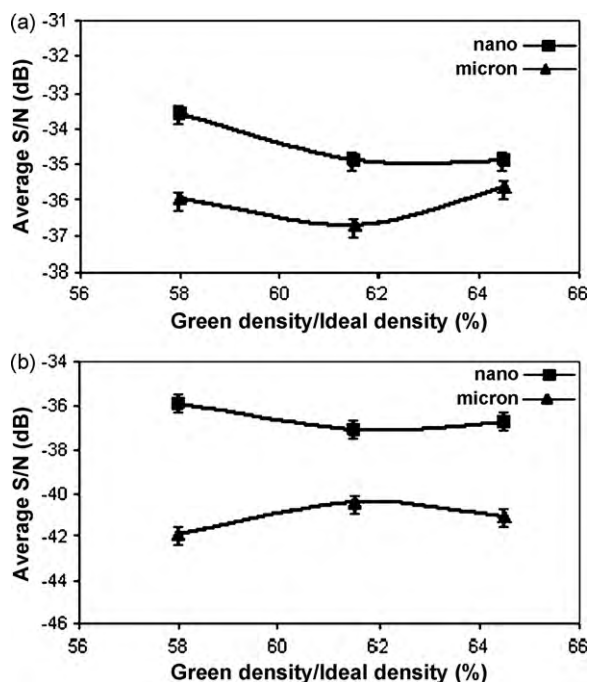 (a)
-31
-32
-33
-34
-35
-36
-37
-38
Average S/N (dB)
nano
micron
56 58 60 62 64 66
Green density/Ideal density (%)
(b)
-34
-36
-38
-40
-42
-44
-46
Average S/N (dB)
nano
micron
56 58 60 62 64 66
Green density/Ideal density (%)